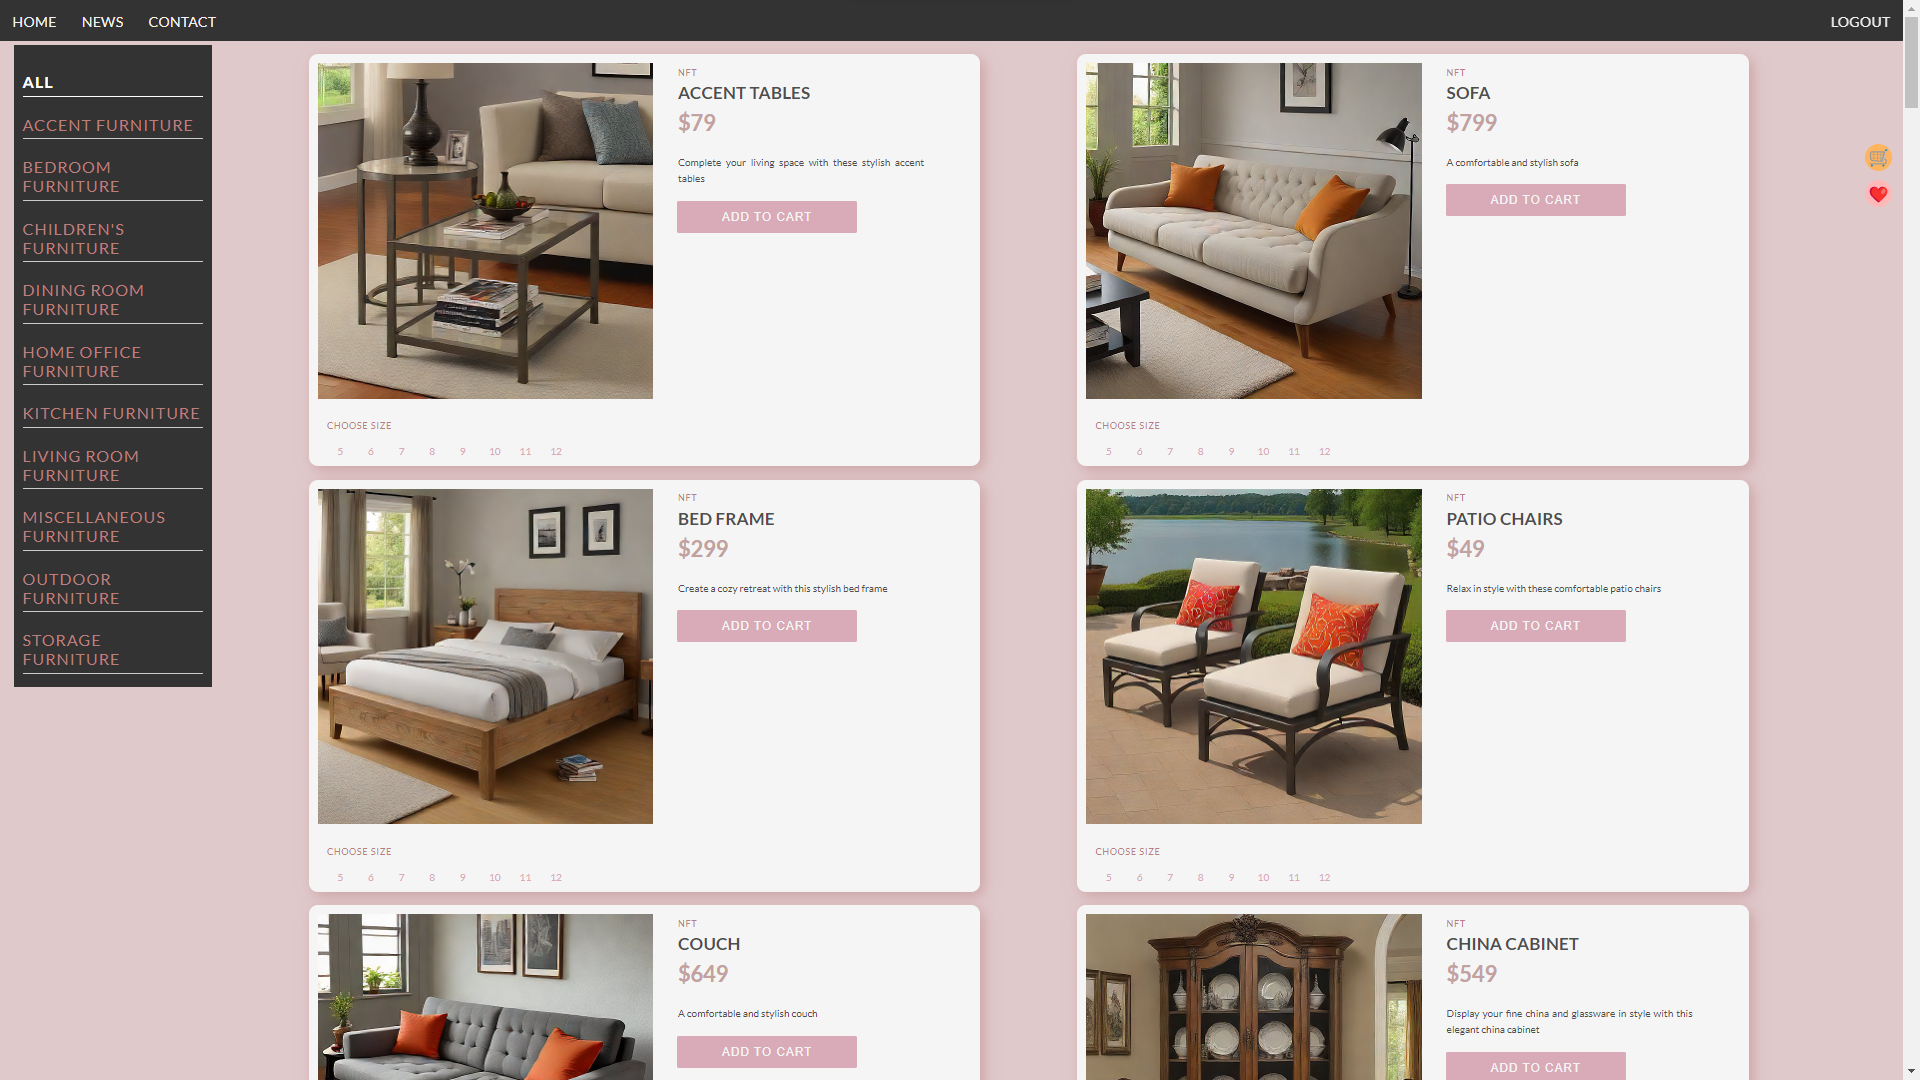 HOME
NEWS
CONTACT
LOGOUT
ALL
ACCENT FURNITURE
BEDROOM
FURNITURE
CHILDREN'S
FURNITURE
DINING ROOM
FURNITURE
HOME OFFICE
FURNITURE
KITCHEN FURNITURE
LIVING ROOM
FURNITURE
MISCELLANEOUS
FURNITURE
OUTDOOR
FURNITURE
STORAGE
FURNITURE
NFT
ACCENT TABLES
$79
Complete your living space with these stylish accent
tables
ADD TO CART
CHOOSE SIZE
5 6 7 8 9 10 11 12
NFT
SOFA
$799
A comfortable and stylish sofa
ADD TO CART
CHOOSE SIZE
5 6 7 8 9 10 11 12
NFT
BED FRAME
$299
Create a cozy retreat with this stylish bed frame
ADD TO CART
CHOOSE SIZE
5 6 7 8 9 10 11 12
NFT
PATIO CHAIRS
$49
Relax in style with these comfortable patio chairs
ADD TO CART
CHOOSE SIZE
5 6 7 8 9 10 11 12
NFT
COUCH
$649
A comfortable and stylish couch
ADD TO CART
NFT
CHINA CABINET
$549
Display your fine china and glassware in style with this
elegant china cabinet
ADD TO CART